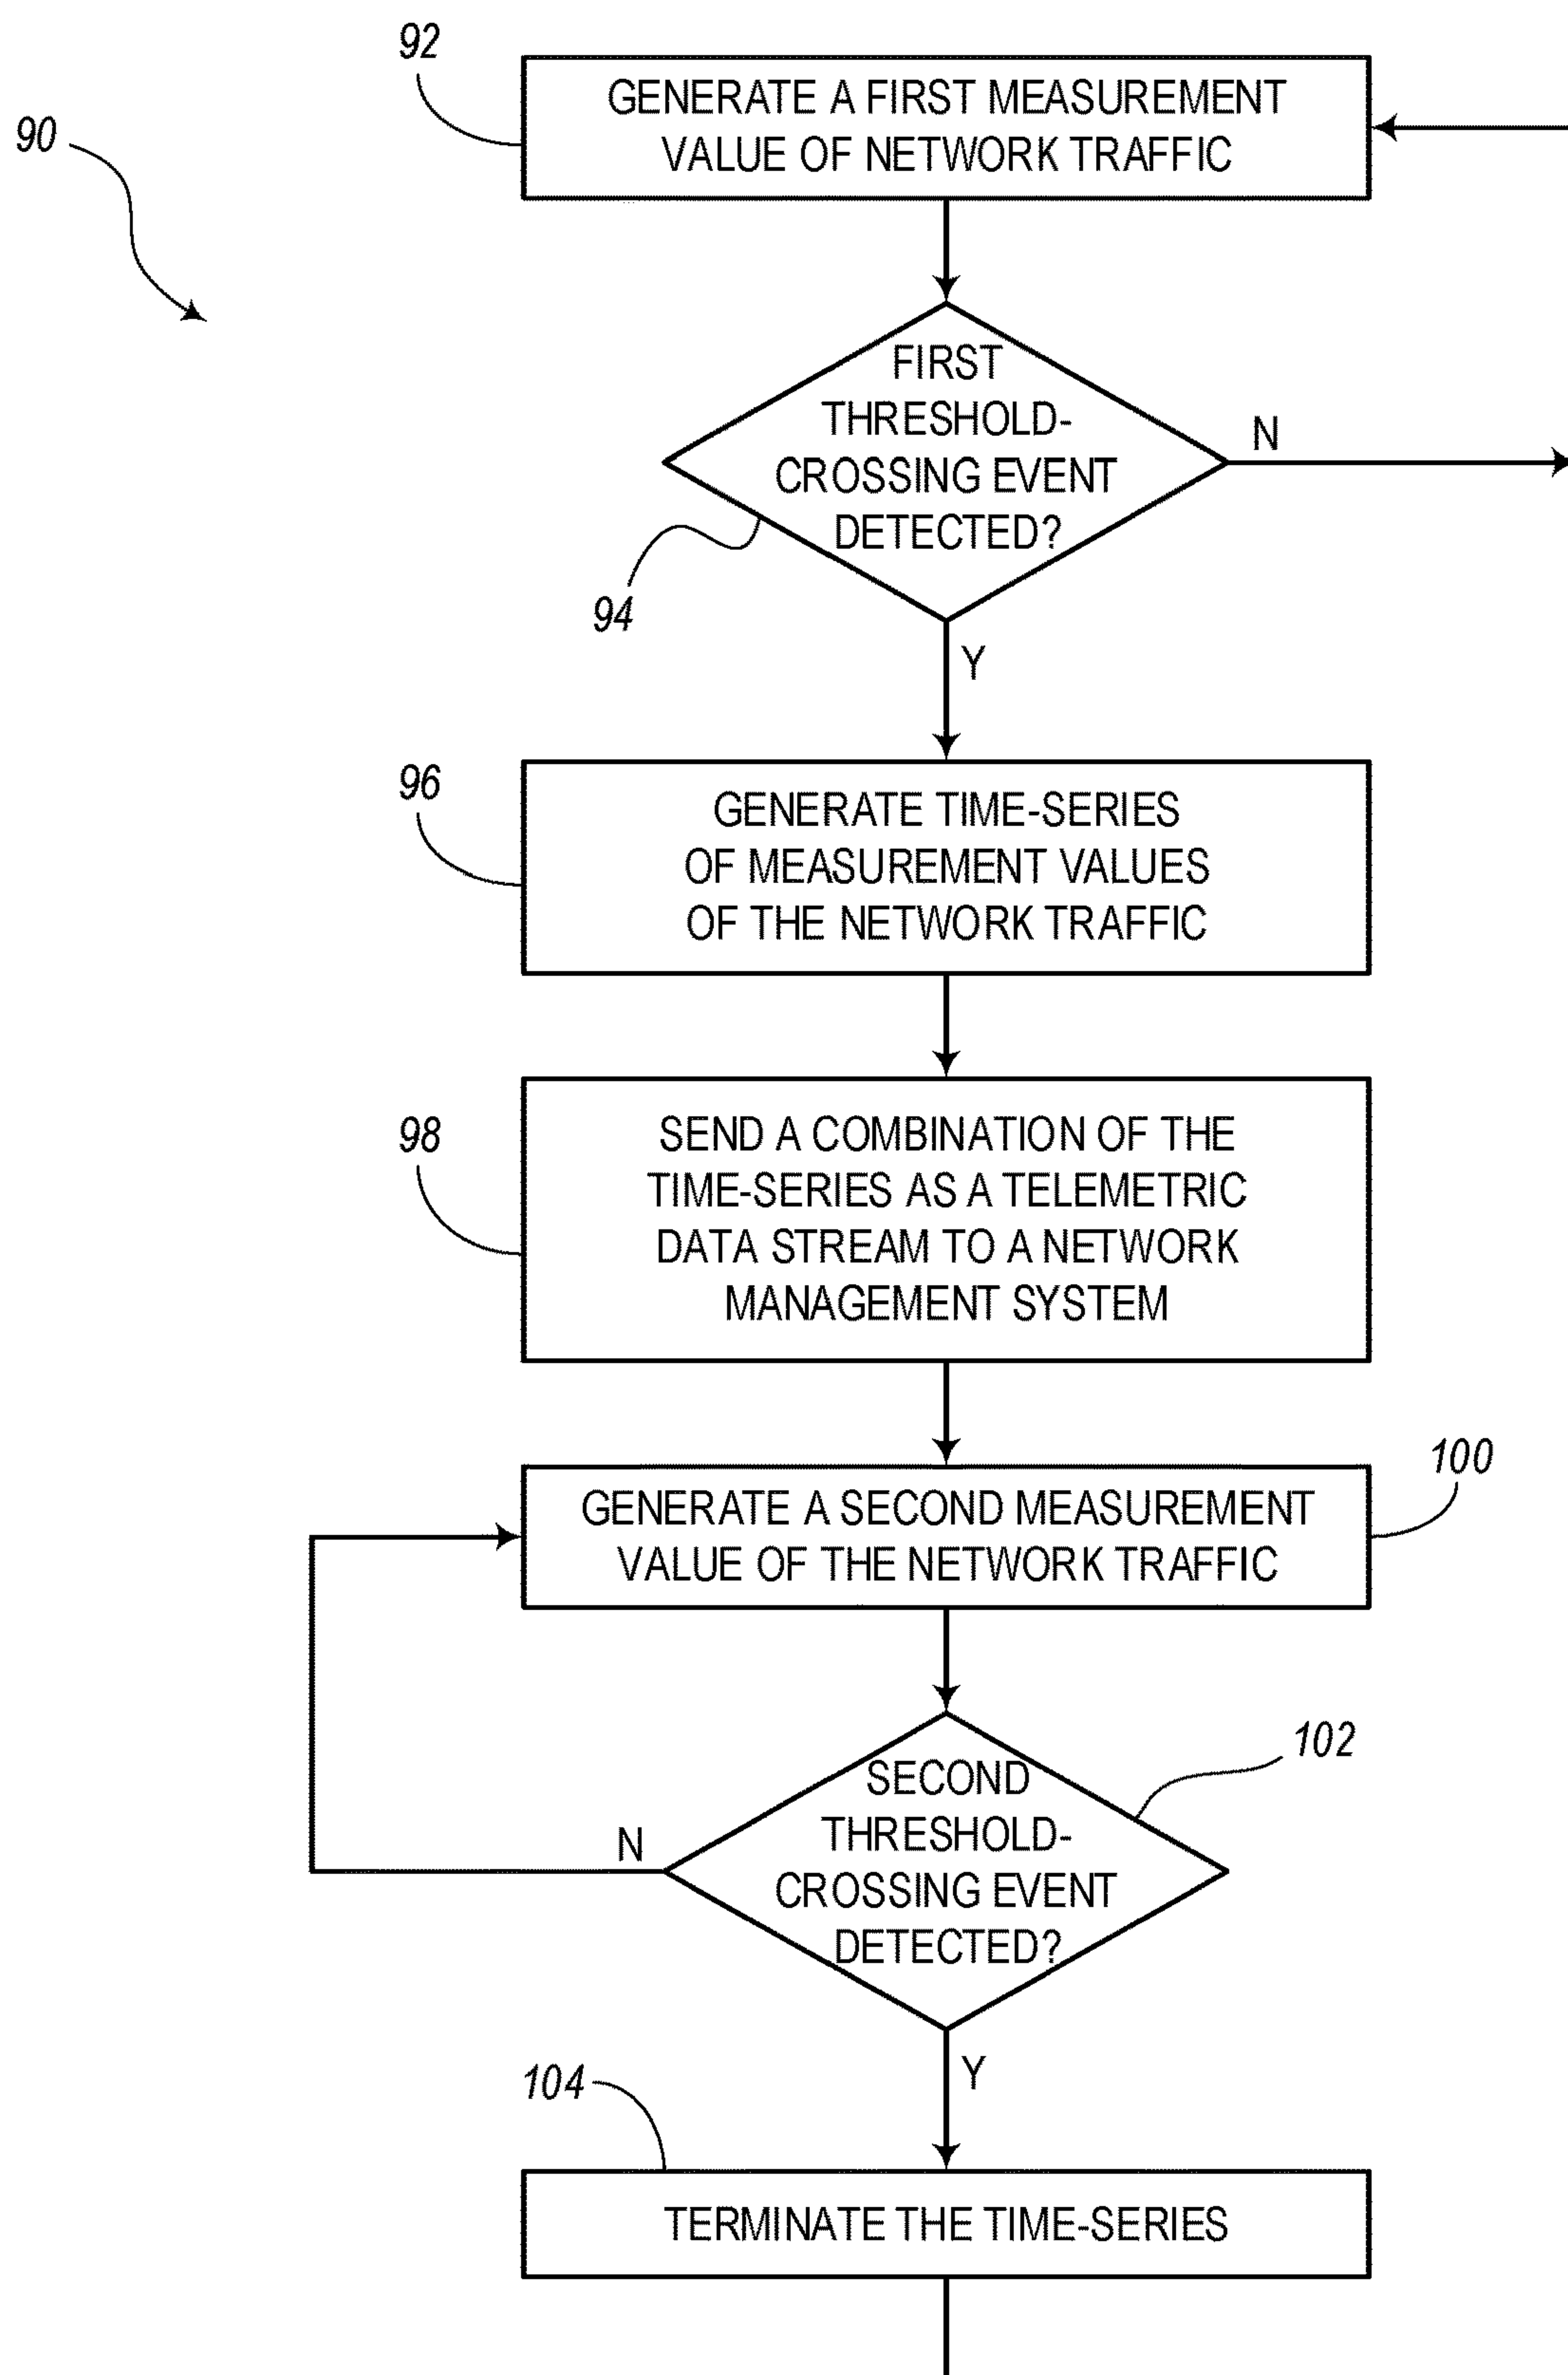 92
GENERATE A FIRST MEASUREMENT
VALUE OF NETWORK TRAFFIC
90
FIRST
THRESHOLD-
CROSSING EVENT
DETECTED?
N
94
Y
96
GENERATE TIME-SERIES
OF MEASUREMENT VALUES
OF THE NETWORK TRAFFIC
98
SEND A COMBINATION OF THE
TIME-SERIES AS A TELEMETRIC
DATA STREAM TO A NETWORK
MANAGEMENT SYSTEM
100
GENERATE A SECOND MEASUREMENT
VALUE OF THE NETWORK TRAFFIC
102
SECOND
THRESHOLD-
CROSSING EVENT
DETECTED?
N
Y
104
TERMINATE THE TIME-SERIES